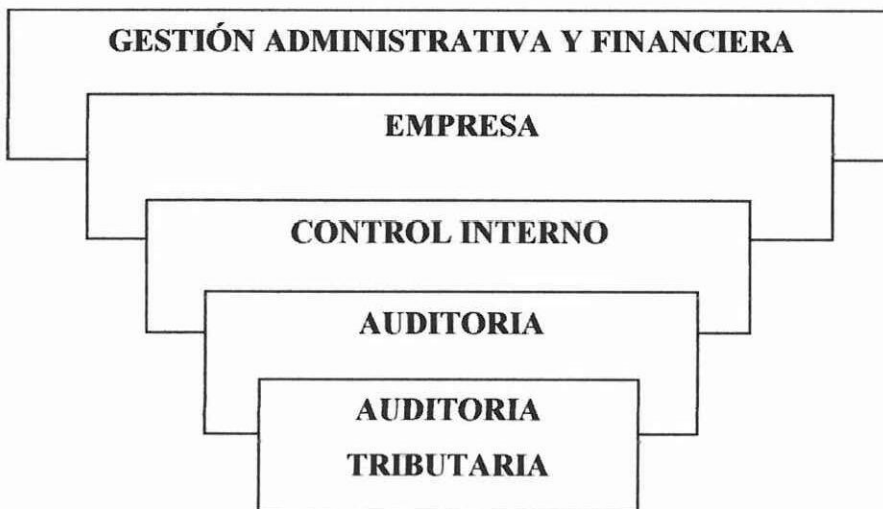 GESTIÓN ADMINISTRATIVA Y FINANCIERA
EMPRESA
CONTROL INTERNO
AUDITORIA
AUDITORIA
TRIBUTARIA